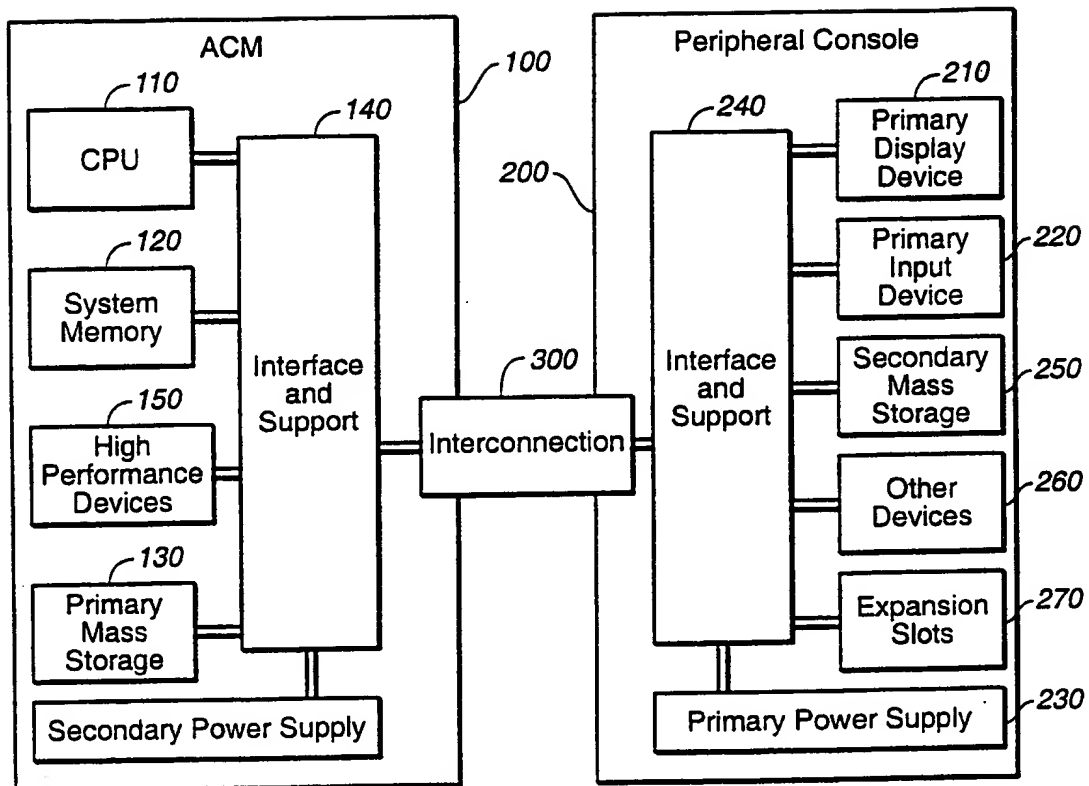 ACM
100
110
CPU
120
System
Memory
150
High
Performance
Devices
130
Primary
Mass
Storage
140
Interface
and
Support
Secondary Power Supply
300
Interconnection
Peripheral Console
200
240
Interface
and
Support
210
Primary
Display
Device
220
Primary
Input
Device
250
Secondary
Mass
Storage
260
Other
Devices
270
Expansion
Slots
230
Primary Power Supply